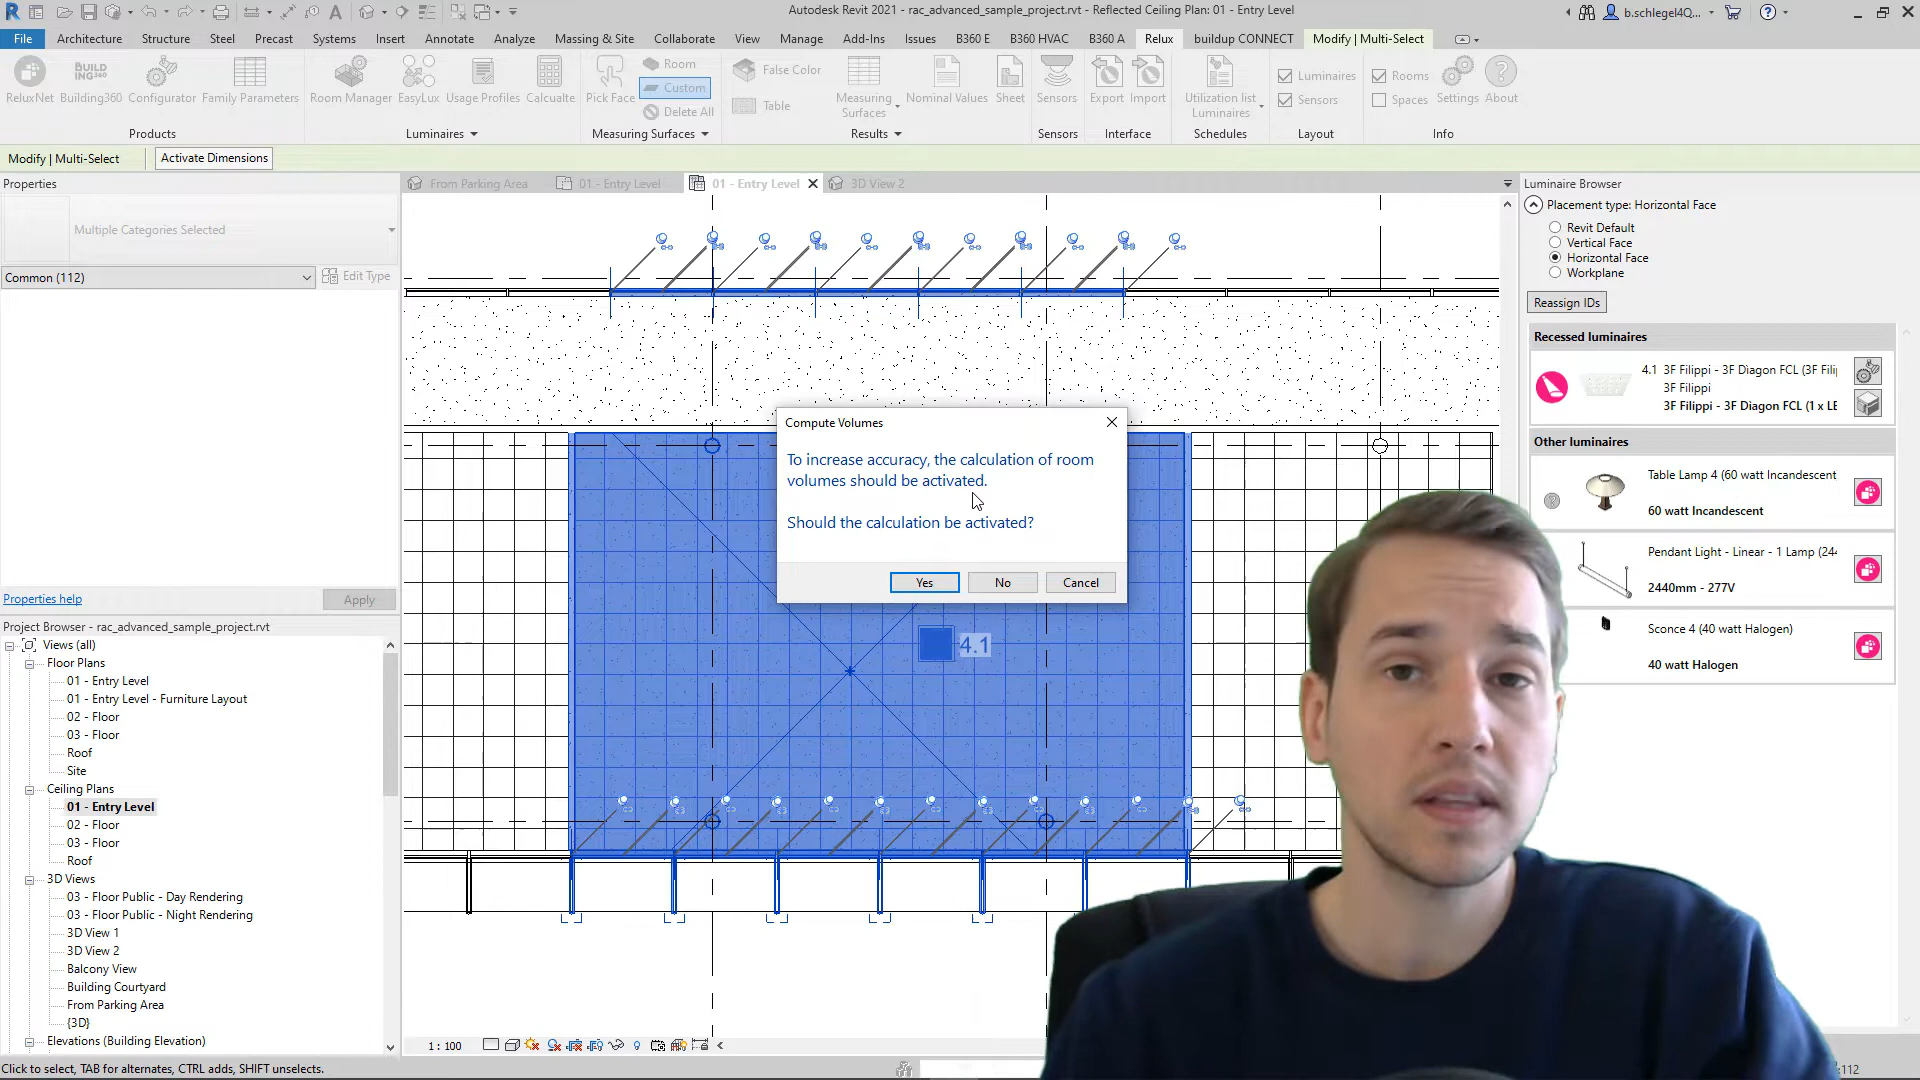 Autodesk Revit 2021 - rac_advanced_sample_project.rvt - Reflected Ceiling Plan: 01 - Entry Level
b.schlegel4Q...
File Architecture Structure Steel Precast Systems Insert Annotate Analyze Massing & Site Collaborate View Manage Add-Ins Issues B360 E B360 HVAC B360 A Relux buildup CONNECT Modify | Multi-Select
ReluxNet
BUILD
ING360
Building360
Configurator
Family Parameters
Products
Room Manager
EasyLux
Usage Profiles
Calcualte
Luminaires
Pick Face
Room
Custom
Delete All
Measuring Surfaces
False Color
Table
Measuring
Surfaces
Nominal Values
Sheet
Results
Sensors
Sensors
Export
Import
Interface
Utilization list
Luminaires
Schedules
Luminaires
Sensors
Layout
Rooms
Spaces
Settings
About
Info
Modify | Multi-Select
Activate Dimensions
Properties
Multiple Categories Selected
Common (112)
Edit Type
Properties help
Apply
From Parking Area
01 - Entry Level
01 - Entry Level
3D View 2
Project Browser - rac_advanced_sample_project.rvt
Views (all)
Floor Plans
01 - Entry Level
01 - Entry Level - Furniture Layout
02 - Floor
03 - Floor
Roof
Site
Ceiling Plans
01 - Entry Level
02 - Floor
03 - Floor
Roof
3D Views
03 - Floor Public - Day Rendering
03 - Floor Public - Night Rendering
3D View 1
3D View 2
Balcony View
Building Courtyard
From Parking Area
{3D}
Elevations (Building Elevation)
Compute Volumes
To increase accuracy, the calculation of room
volumes should be activated.
Should the calculation be activated?
Yes
No
Cancel
4.1
Luminaire Browser
Placement type: Horizontal Face
Revit Default
Vertical Face
Horizontal Face
Workplane
Reassign IDs
Recessed luminaires
4.1 3F Filippi - 3F Diagon FCL (3F Filip
3F Filippi
3F Filippi - 3F Diagon FCL (1 x LE
Other luminaires
Table Lamp 4 (60 watt Incandescent
60 watt Incandescent
Pendant Light - Linear - 1 Lamp (244
2440mm - 277V
Sconce 4 (40 watt Halogen)
40 watt Halogen
1 : 100
Click to select, TAB for alternates, CTRL adds, SHIFT unselects.
:112